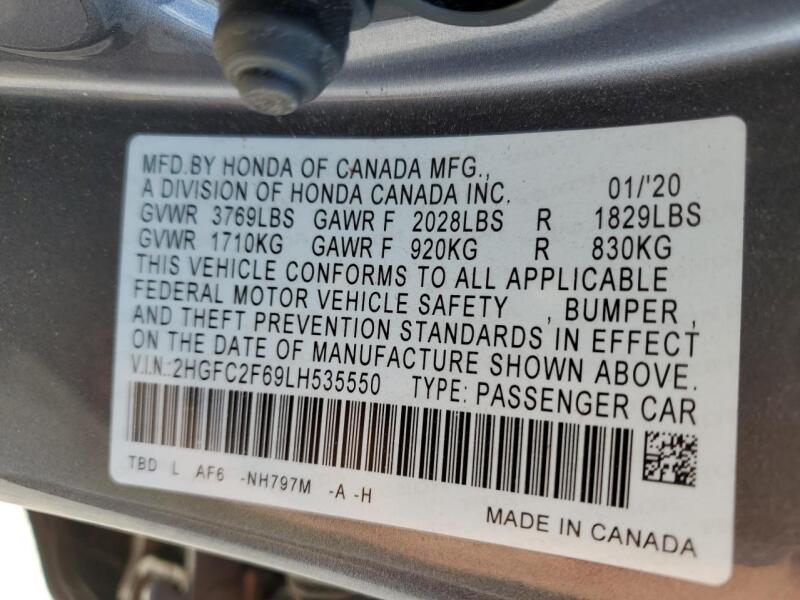 MFD.BY HONDA OF CANADA MFG.,
A DIVISION OF HONDA CANADA INC. 01/'20
GVWR 3769LBS GAWR F 2028LBS R 1829LBS
GVWR 1710KG GAWR F 920KG R 830KG
THIS VEHICLE CONFORMS TO ALL APPLICABLE
FEDERAL MOTOR VEHICLE SAFETY , BUMPER ,
AND THEFT PREVENTION STANDARDS IN EFFECT
ON THE DATE OF MANUFACTURE SHOWN ABOVE.
V.I.N.:2HGFC2F69LH535550 TYPE: PASSENGER CAR
TBD L AF6 -NH797M -A -H
MADE IN CANADA